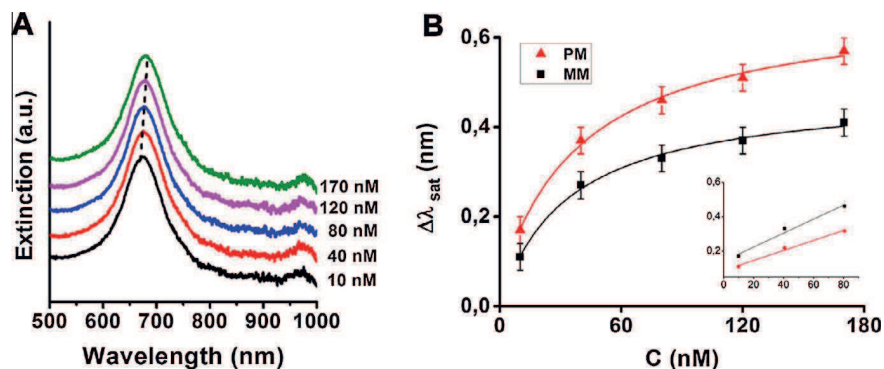 A
Extinction (a.u.)
170 nM
120 nM
80 nM
40 nM
10 nM
500 600 700 800 900 1000
Wavelength (nm)
B
0,6
0,4
0,2
0,0
Δλ sat (nm)
PM
MM
0,6
0,4
0,2
0 20 40 60 80
0 60 120 180
C (nM)